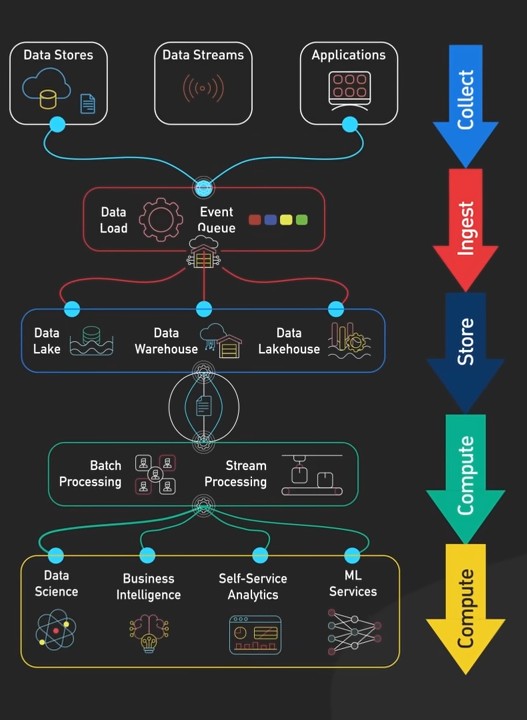 Data Stores
Data Streams
Applications
Collect
Data
Load
Event
Queue
Ingest
Data
Lake
Data
Warehouse
Data
Lakehouse
Store
Batch
Processing
Stream
Processing
Compute
Data
Science
Business
Intelligence
Self-Service
Analytics
ML
Services
Compute